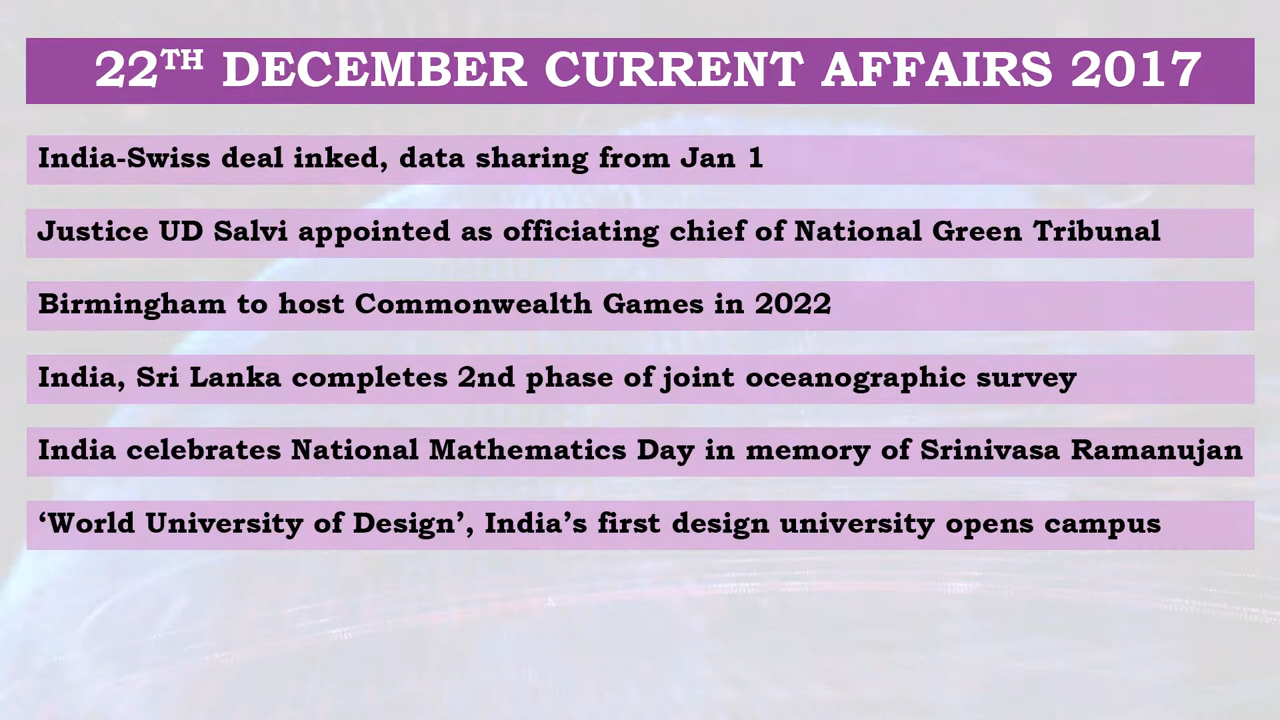 22TH DECEMBER CURRENT AFFAIRS 2017
India-Swiss deal inked, data sharing from Jan 1
Justice UD Salvi appointed as officiating chief of National Green Tribunal
Birmingham to host Commonwealth Games in 2022
India, Sri Lanka completes 2nd phase of joint oceanographic survey
India celebrates National Mathematics Day in memory of Srinivasa Ramanujan
‘World University of Design’, India’s first design university opens campus